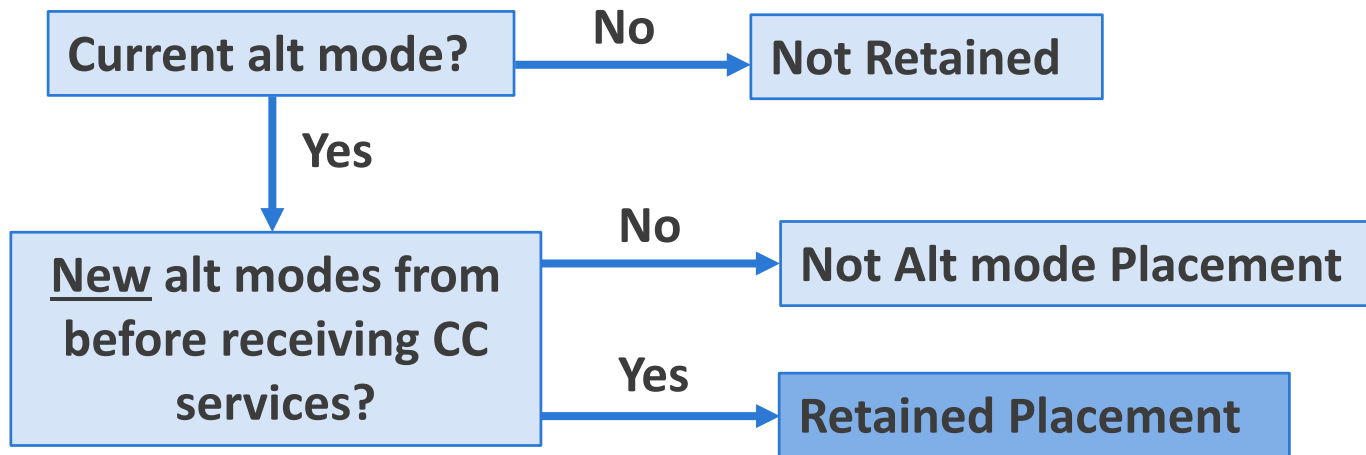 Current alt mode?
No
Not Retained
Yes
New alt modes from
before receiving CC
services?
No
Not Alt mode Placement
Yes
Retained Placement